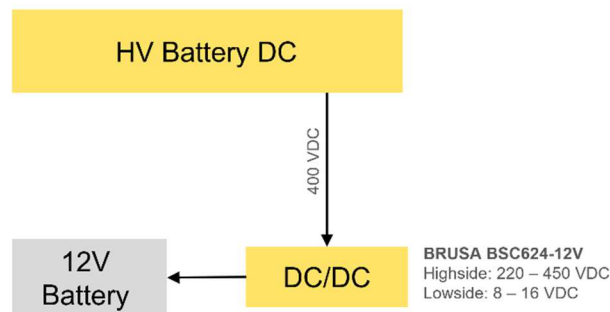 HV Battery DC
400 VDC
12V
Battery
DC/DC
BRUSA BSC624-12V
Highside: 220 – 450 VDC
Lowside: 8 – 16 VDC